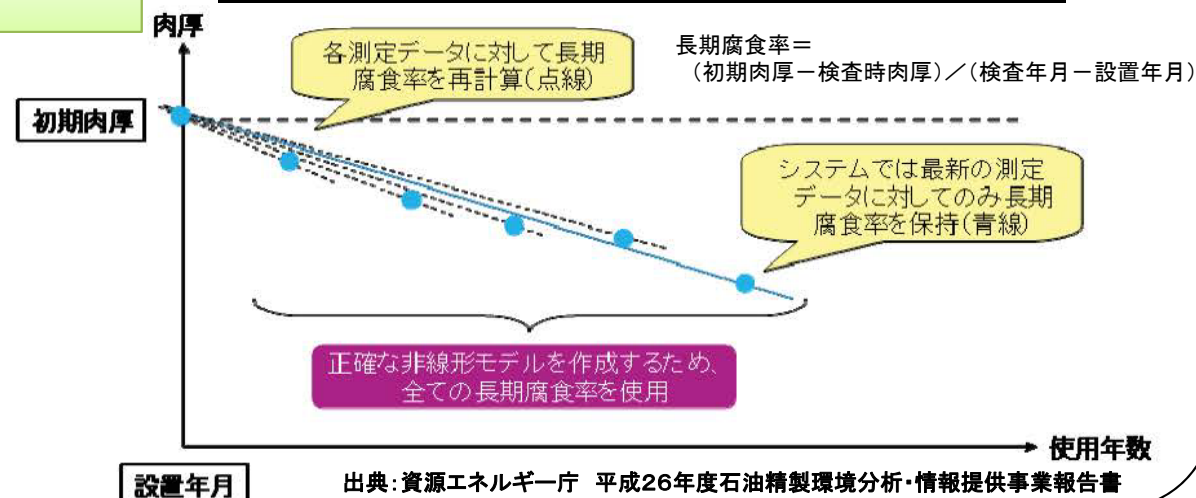 肉厚
各測定データに対して長期
腐食率を再計算(点線)
長期腐食率＝
（初期肉厚－検査時肉厚）／（検査年月－設置年月）
初期肉厚
システムでは最新の測定
データに対してのみ長期
腐食率を保持(青線)
正確な非線形モデルを作成するため、
全ての長期腐食率を使用
使用年数
設置年月
出典：資源エネルギー庁　平成26年度石油精製環境分析・情報提供事業報告書